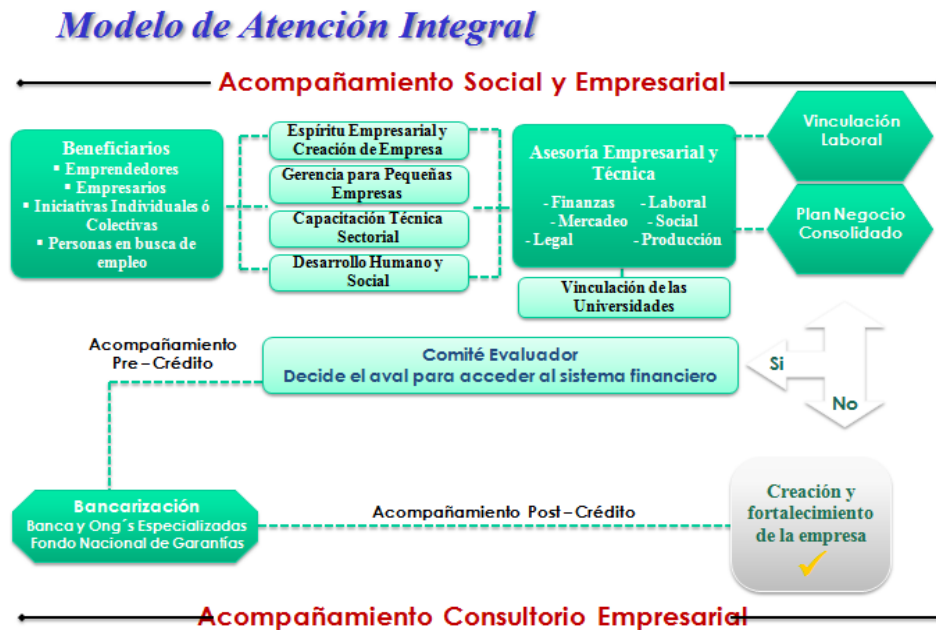 Modelo de Atención Integral
Acompañamiento Social y Empresarial
Beneficiarios
▪ Emprendedores
▪ Empresarios
▪ Iniciativas Individuales ó
Colectivas
▪ Personas en busca de
empleo
Espíritu Empresarial y
Creación de Empresa
Gerencia para Pequeñas
Empresas
Capacitación Técnica
Sectorial
Desarrollo Humano y
Social
Asesoría Empresarial y
Técnica
- Finanzas - Laboral
- Mercadeo - Social
- Legal - Producción
Vinculación de las
Universidades
Vinculación
Laboral
Plan Negocio
Consolidado
Acompañamiento
Pre – Crédito
Comité Evaluador
Decide el aval para acceder al sistema financiero
Si
No
Bancarización
Banca y Ong´s Especializadas
Fondo Nacional de Garantías
Acompañamiento Post – Crédito
Creación y
fortalecimiento
de la empresa
Acompañamiento Consultorio Empresarial